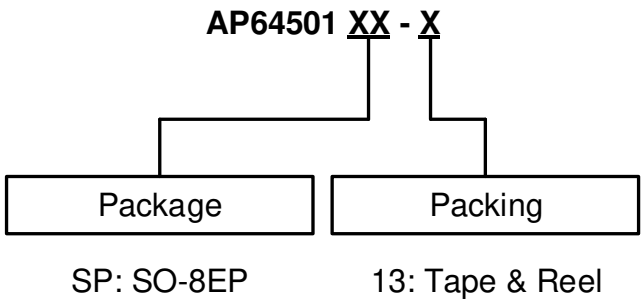 AP64501 XX - X
Package
Packing
SP: SO-8EP
13: Tape & Reel